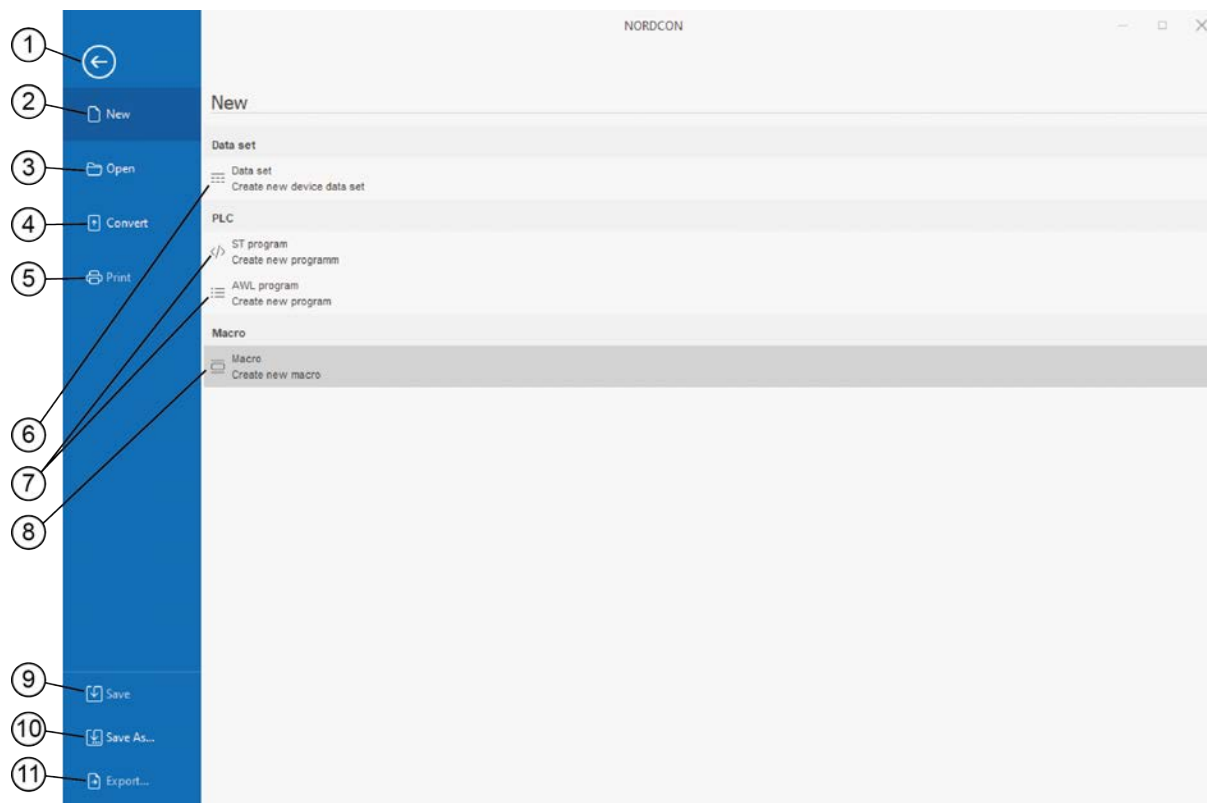 NORDCON
1
2
New
3
Open
4
Convert
5
Print
New
Data set
Data set
Create new device data set
PLC
ST program
Create new programm
AWL program
Create new program
Macro
Macro
Create new macro
6
7
8
9
Save
10
Save As...
11
Export...